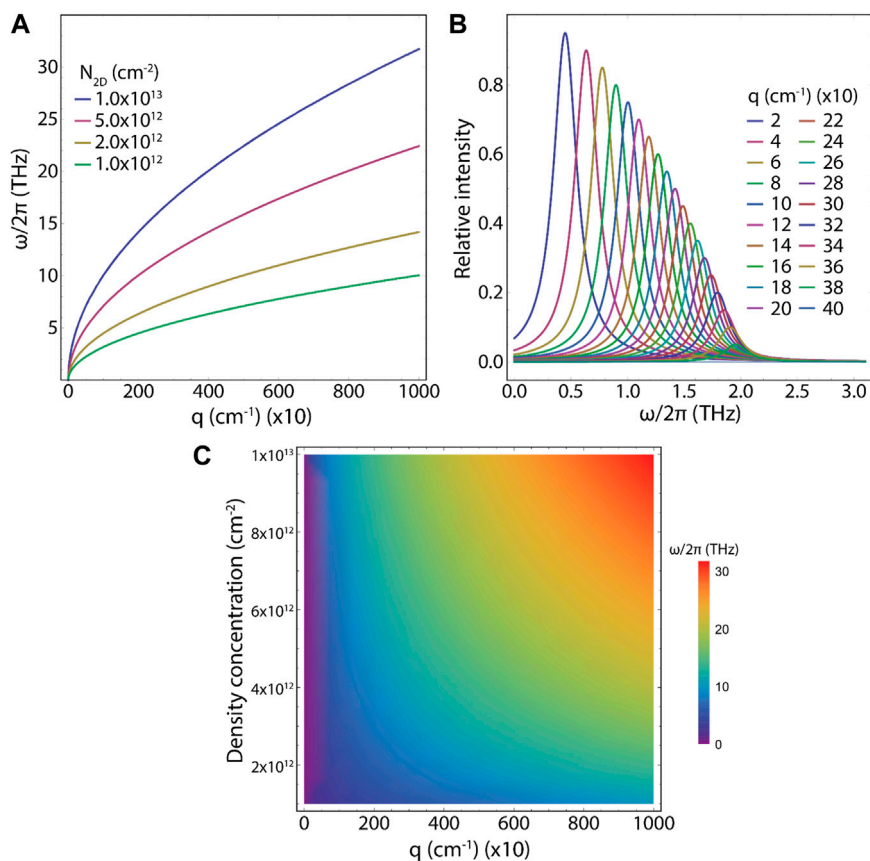 A
N2D (cm-2)
1.0x10^13
5.0x10^12
2.0x10^12
1.0x10^12
ω/2π (THz)
30
25
20
15
10
5
0 200 400 600 800 1000
q (cm-1) (x10)
B
q (cm-1) (x10)
2 22
4 24
6 26
8 28
10 30
12 32
14 34
16 36
18 38
20 40
Relative intensity
0.8
0.6
0.4
0.2
0.0
0.0 0.5 1.0 1.5 2.0 2.5 3.0
ω/2π (THz)
C
Density concentration (cm-2)
1x10^13
8x10^12
6x10^12
4x10^12
2x10^12
0 200 400 600 800 1000
q (cm-1) (x10)
ω/2π (THz)
30
20
10
0